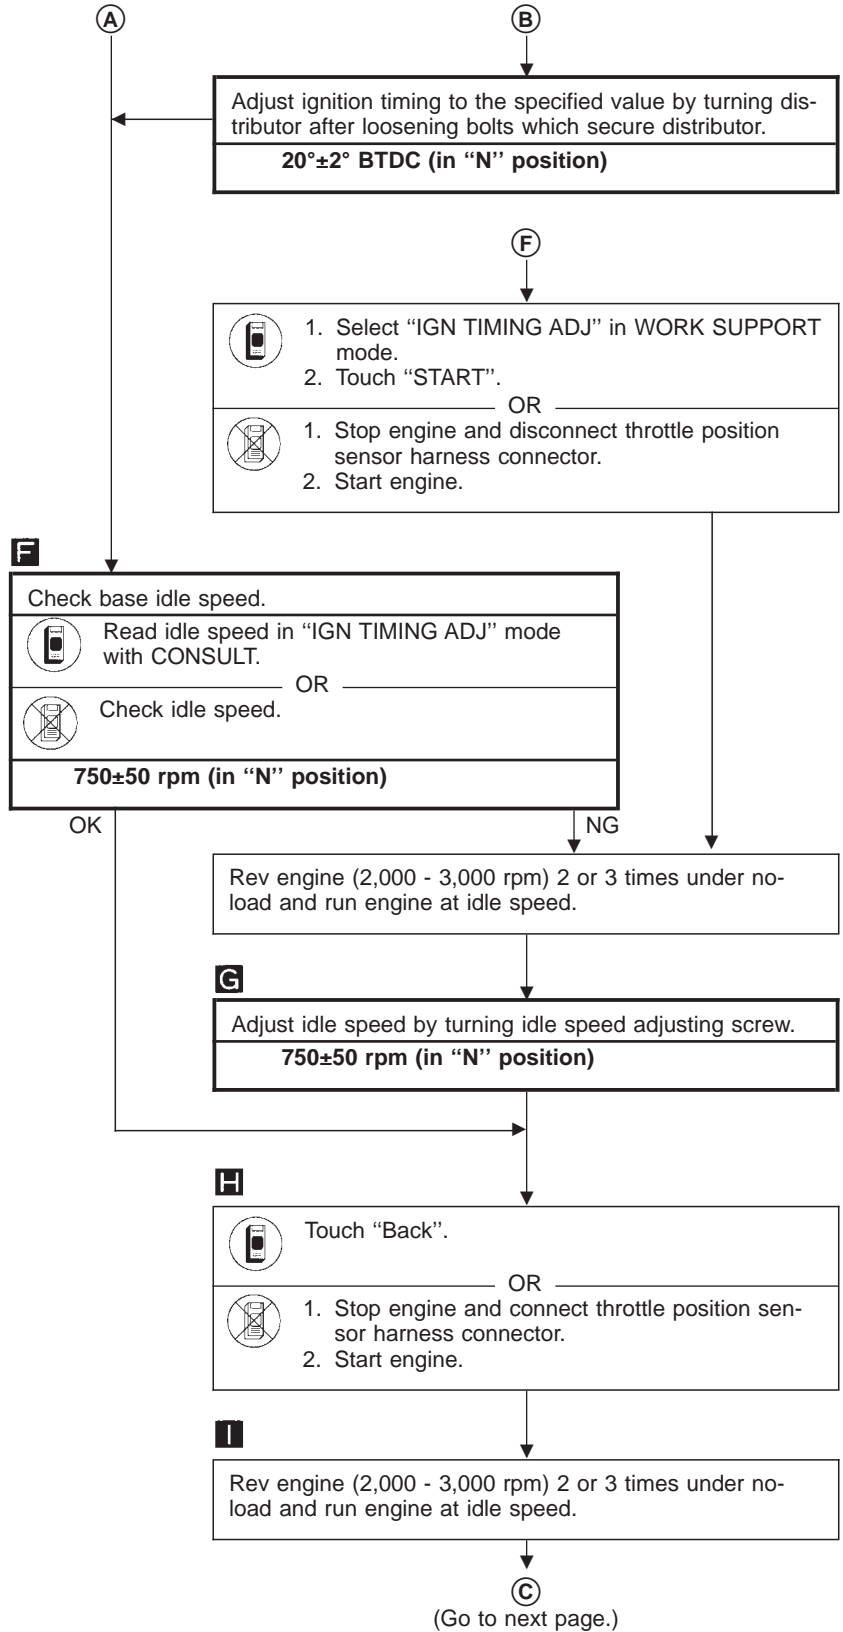 A
B
Adjust ignition timing to the specified value by turning dis-
tributor after loosening bolts which secure distributor.
20°±2° BTDC (in “N’’ position)
F
1. Select “IGN TIMING ADJ” in WORK SUPPORT
mode.
2. Touch ‘‘START’’.
OR
1. Stop engine and disconnect throttle position
sensor harness connector.
2. Start engine.
F
Check base idle speed.
Read idle speed in ‘‘IGN TIMING ADJ’’ mode
with CONSULT.
OR
Check idle speed.
750±50 rpm (in ‘‘N’’ position)
OK
NG
Rev engine (2,000 - 3,000 rpm) 2 or 3 times under no-
load and run engine at idle speed.
G
Adjust idle speed by turning idle speed adjusting screw.
750±50 rpm (in “N’’ position)
H
Touch ‘‘Back’’.
OR
1. Stop engine and connect throttle position sen-
sor harness connector.
2. Start engine.
I
Rev engine (2,000 - 3,000 rpm) 2 or 3 times under no-
load and run engine at idle speed.
C
(Go to next page.)